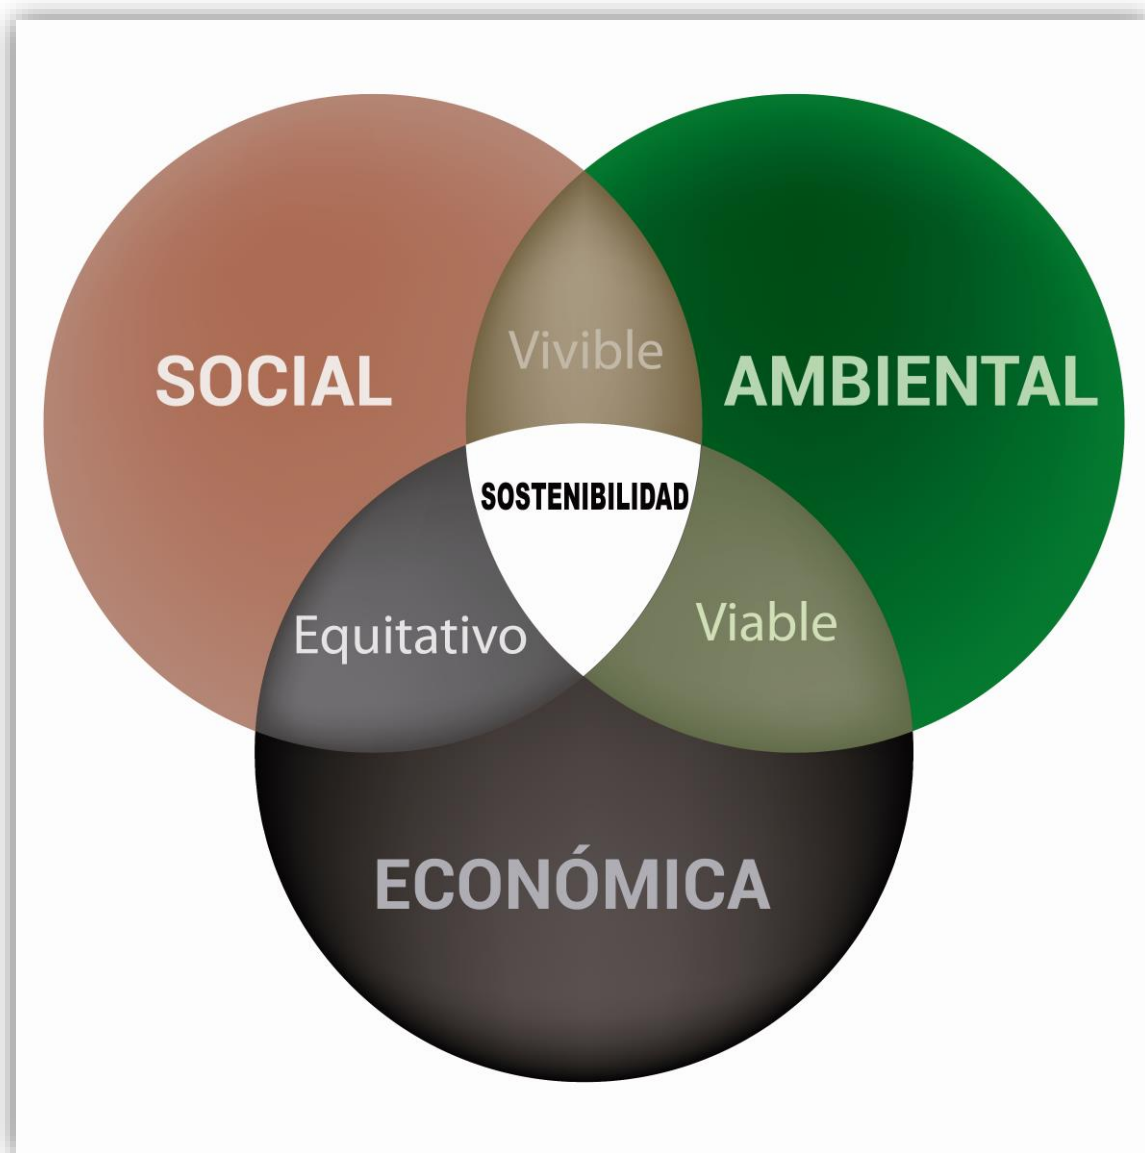 Vivible
SOCIAL
AMBIENTAL
SOSTENIBILIDAD
Equitativo
Viable
ECONÓMICA